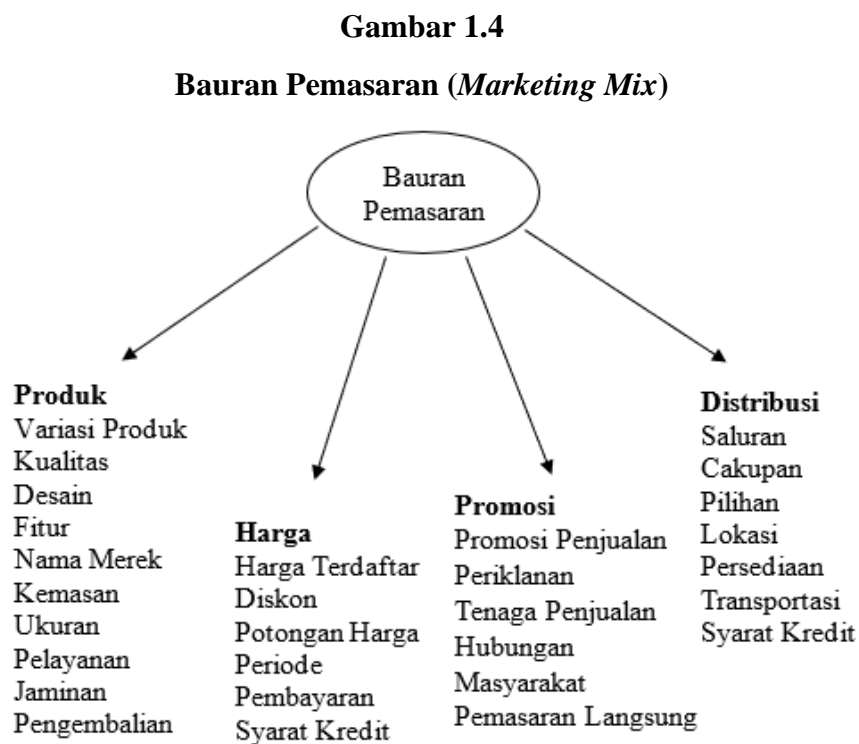 Gambar 1.4
Bauran Pemasaran (Marketing Mix)
Bauran
Pemasaran
Produk
Variasi Produk
Kualitas
Desain
Fitur
Nama Merek
Kemasan
Ukuran
Pelayanan
Jaminan
Pengembalian
Harga
Harga Terdaftar
Diskon
Potongan Harga
Periode
Pembayaran
Syarat Kredit
Promosi
Promosi Penjualan
Periklanan
Tenaga Penjualan
Hubungan
Masyarakat
Pemasaran Langsung
Distribusi
Saluran
Cakupan
Pilihan
Lokasi
Persediaan
Transportasi
Syarat Kredit